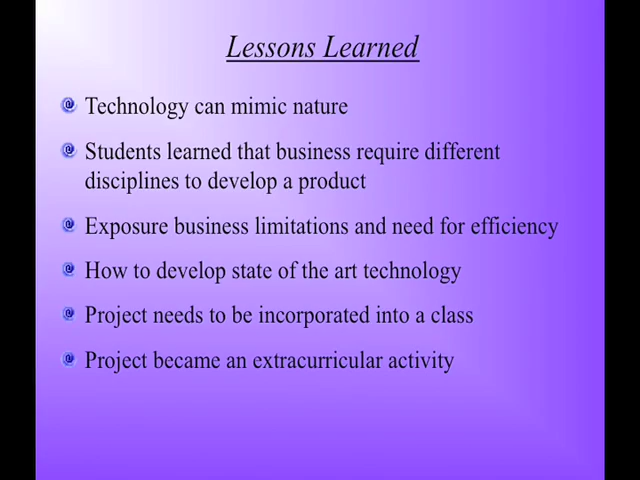 Lessons Learned
Technology can mimic nature
Students learned that business require different
disciplines to develop a product
Exposure business limitations and need for efficiency
How to develop state of the art technology
Project needs to be incorporated into a class
Project became an extracurricular activity